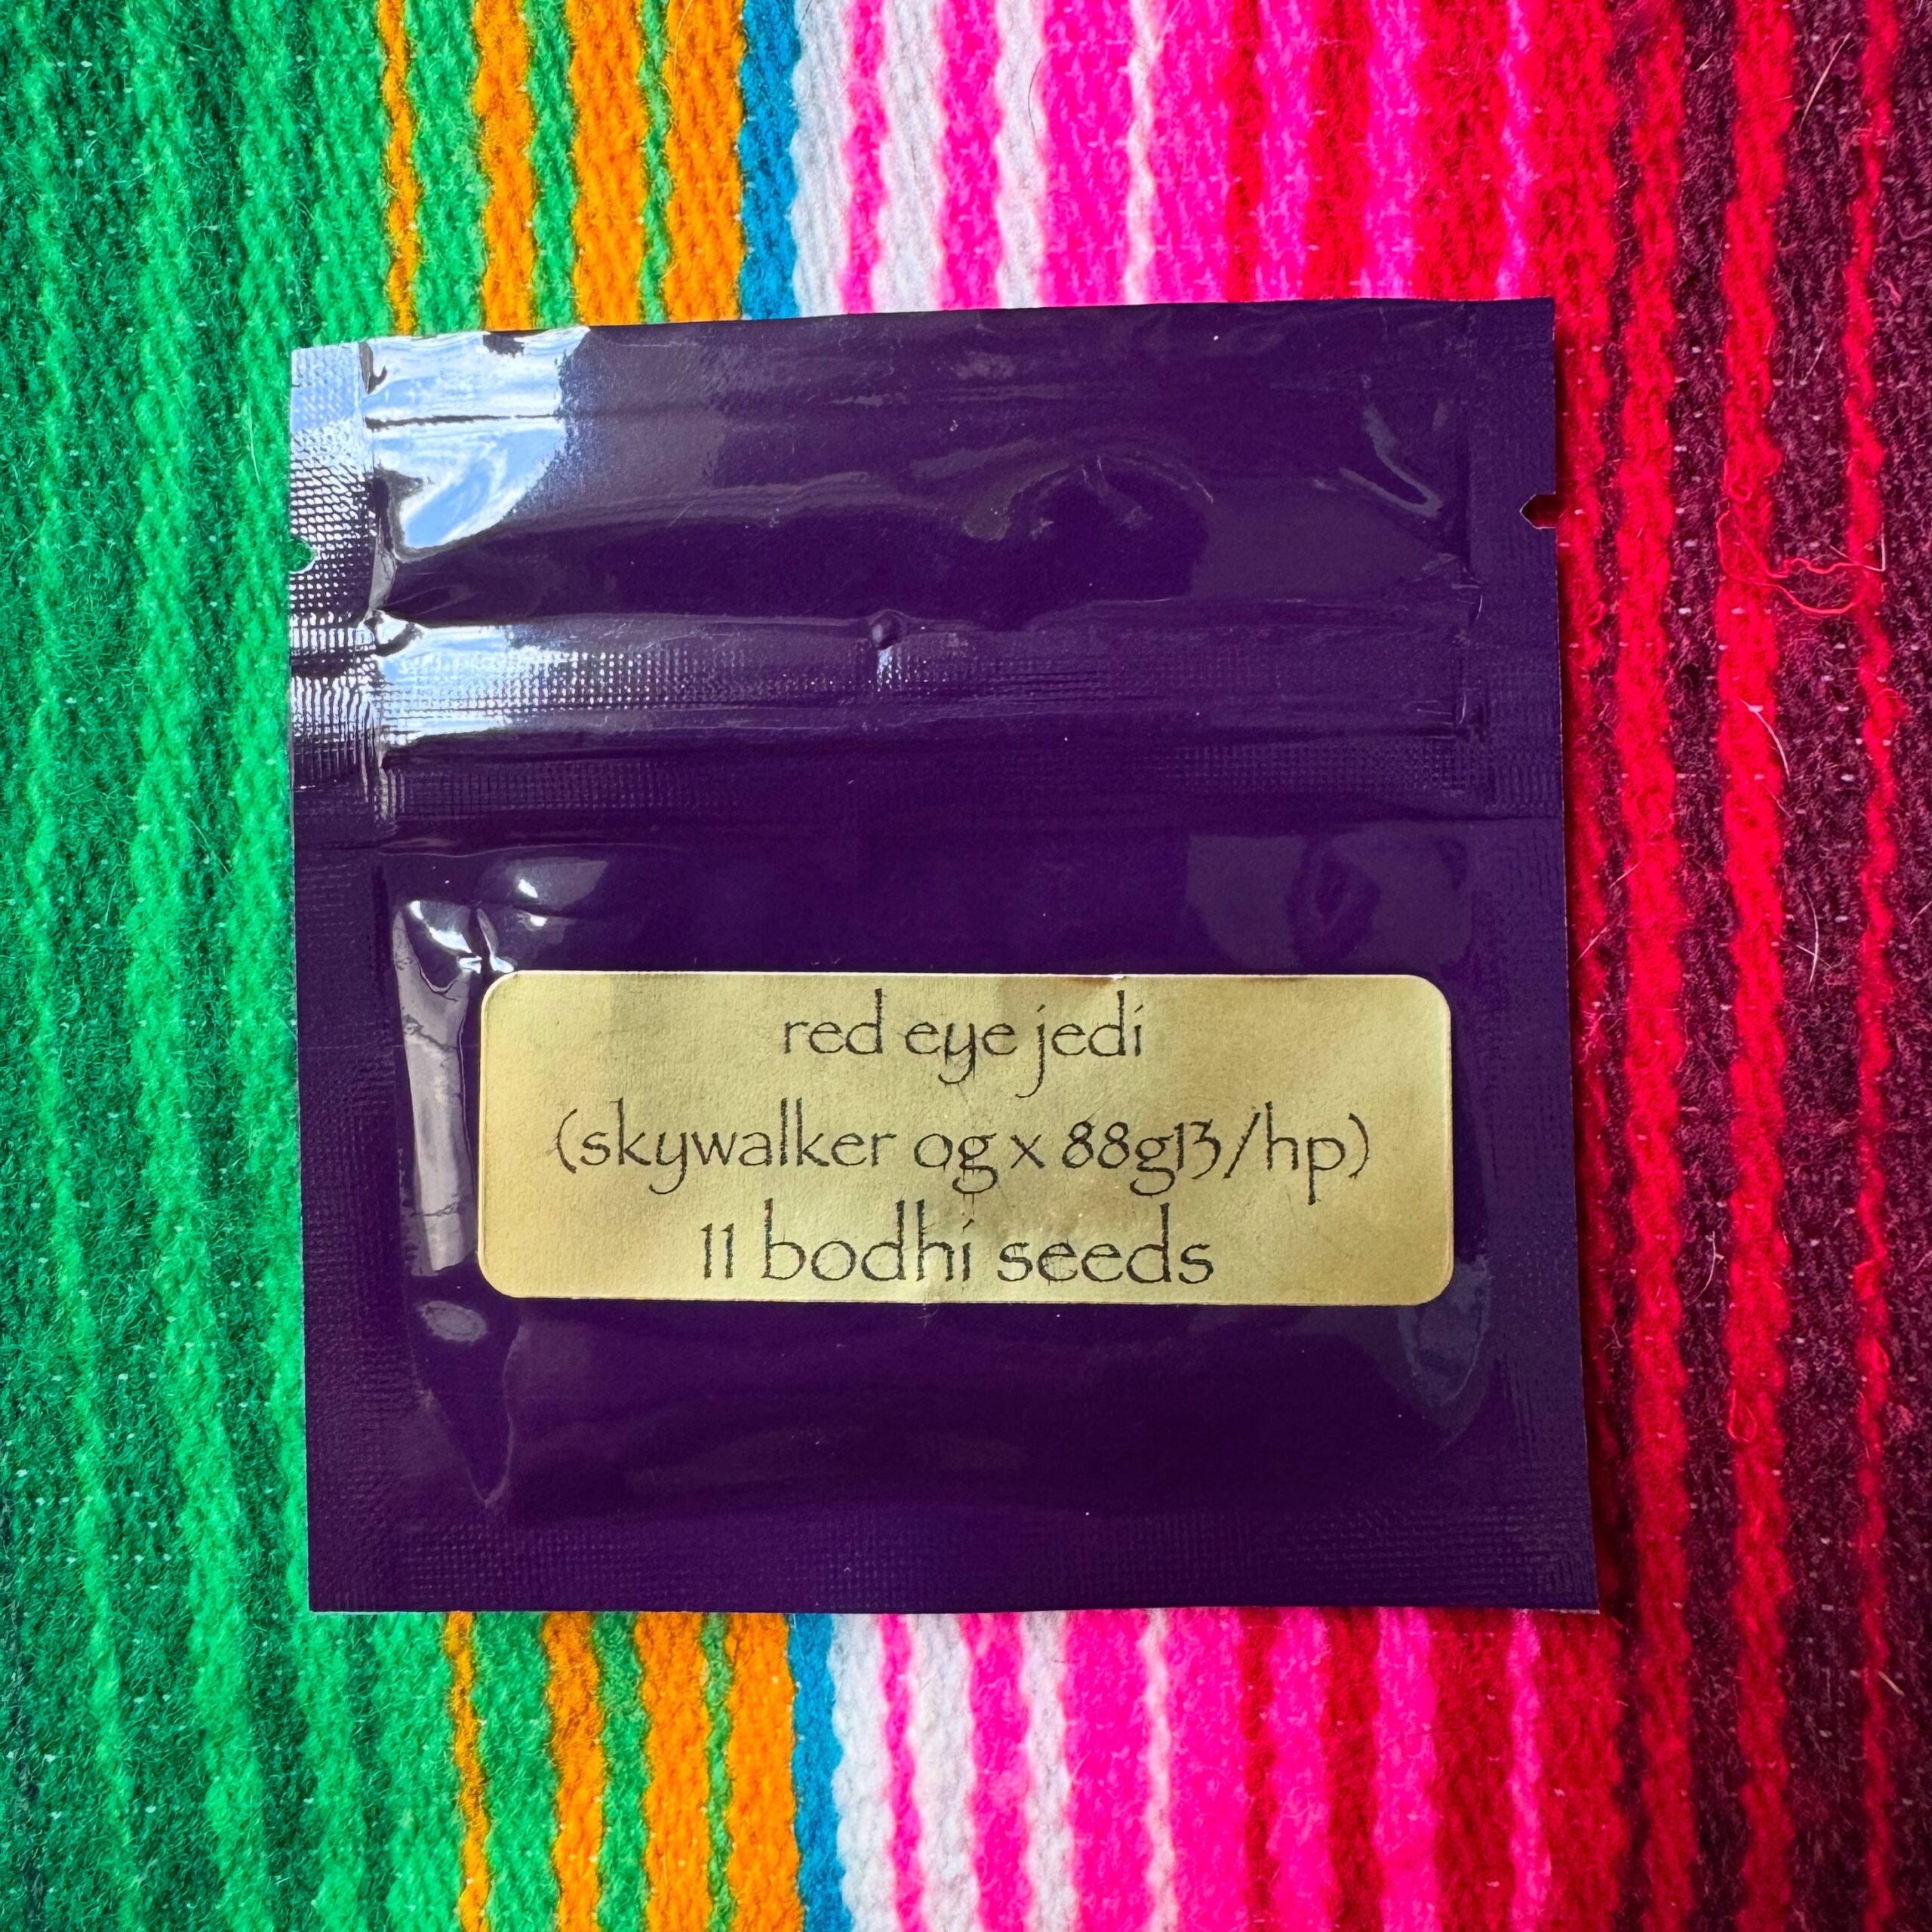 red eye jedi
(skywalker og x 88g13/hp)
11 bodhi seeds